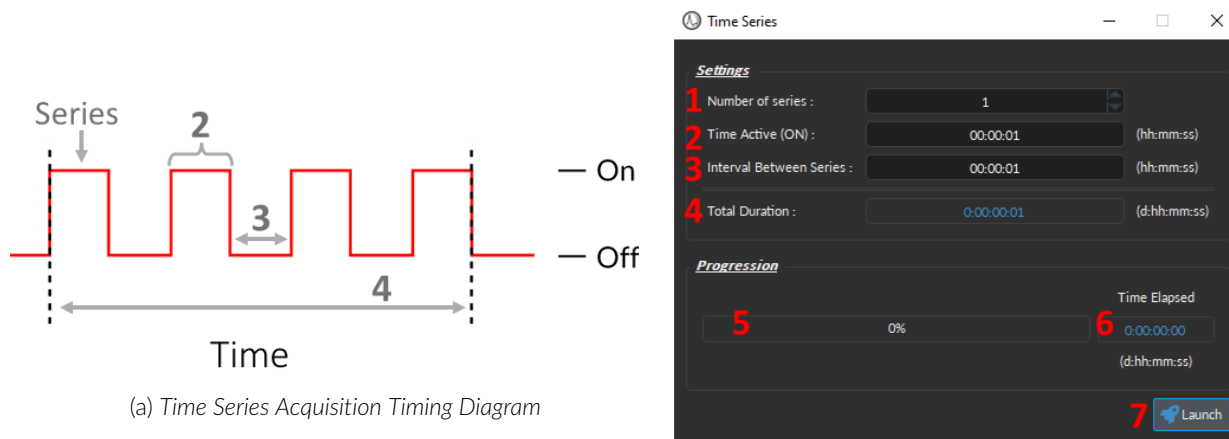 Series
2
3
4
On
Off
Time
(a) Time Series Acquisition Timing Diagram
Time Series
Settings
1 Number of series : 1
2 Time Active (ON) : 00:00:01 (hh:mm:ss)
3 Interval Between Series : 00:00:01 (hh:mm:ss)
4 Total Duration : 0:00:00:01 (d:hh:mm:ss)
Progression
Time Elapsed
5 0% 6 0:00:00:00
(d:hh:mm:ss)
7 Launch